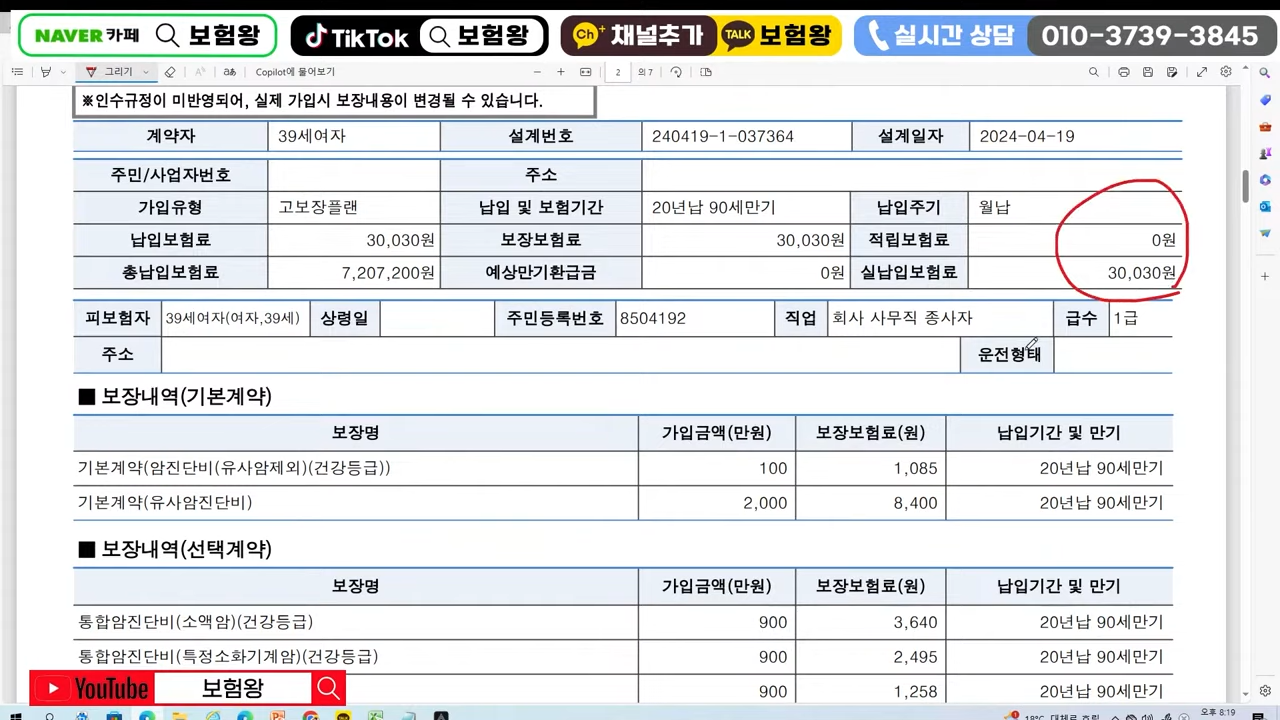 NAVER 카페 보험왕 TikTok 보험왕 Ch+ 채널추가 TALK 보험왕 실시간 상담 010-3739-3845
그리기 Copilot에 물어보기 2 의 7
※인수규정이 미반영되어, 실제 가입시 보장내용이 변경될 수 있습니다.
계약자 39세여자 설계번호 240419-1-037364 설계일자 2024-04-19
주민/사업자번호 주소
가입유형 고보장플랜 납입 및 보험기간 20년납 90세만기 납입주기 월납
납입보험료 30,030원 보장보험료 30,030원 적립보험료 0원
총납입보험료 7,207,200원 예상만기환급금 0원 실납입보험료 30,030원
피보험자 39세여자(여자,39세) 상령일 주민등록번호 8504192 직업 회사 사무직 종사자 급수 1급
주소 운전형태
■ 보장내역(기본계약)
보장명 가입금액(만원) 보장보험료(원) 납입기간 및 만기
기본계약(암진단비(유사암제외)(건강등급)) 100 1,085 20년납 90세만기
기본계약(유사암진단비) 2,000 8,400 20년납 90세만기
■ 보장내역(선택계약)
보장명 가입금액(만원) 보장보험료(원) 납입기간 및 만기
통합암진단비(소액암)(건강등급) 900 3,640 20년납 90세만기
통합암진단비(특정소화기계암)(건강등급) 900 2,495 20년납 90세만기
900 1,258 20년납 90세만기
YouTube 보험왕
오후 8:19